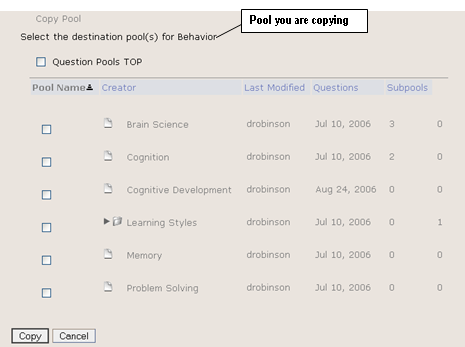 Copy Pool
Pool you are copying
Select the destination pool(s) for Behavior
Question Pools TOP
Pool Name Creator Last Modified Questions Subpools
Brain Science drobinson Jul 10, 2006 3 0
Cognition drobinson Jul 10, 2006 2 0
Cognitive Development drobinson Aug 24, 2006 0 0
Learning Styles drobinson Jul 10, 2006 0 1
Memory drobinson Jul 10, 2006 0 0
Problem Solving drobinson Jul 10, 2006 0 0
Copy Cancel